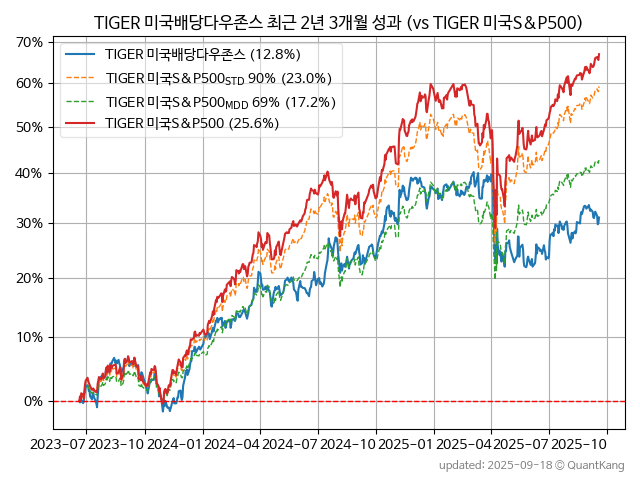 TIGER 미국배당다우존스 최근 2년 3개월 성과 (vs TIGER 미국S&P500)
70%
60%
50%
40%
30%
20%
10%
0%
TIGER 미국배당다우존스 (12.8%)
TIGER 미국S&P500STD 90% (23.0%)
TIGER 미국S&P500MDD 69% (17.2%)
TIGER 미국S&P500 (25.6%)
2023-07 2023-10 2024-01 2024-04 2024-07 2024-10 2025-01 2025-04 2025-07 2025-10
updated: 2025-09-18 © QuantKang